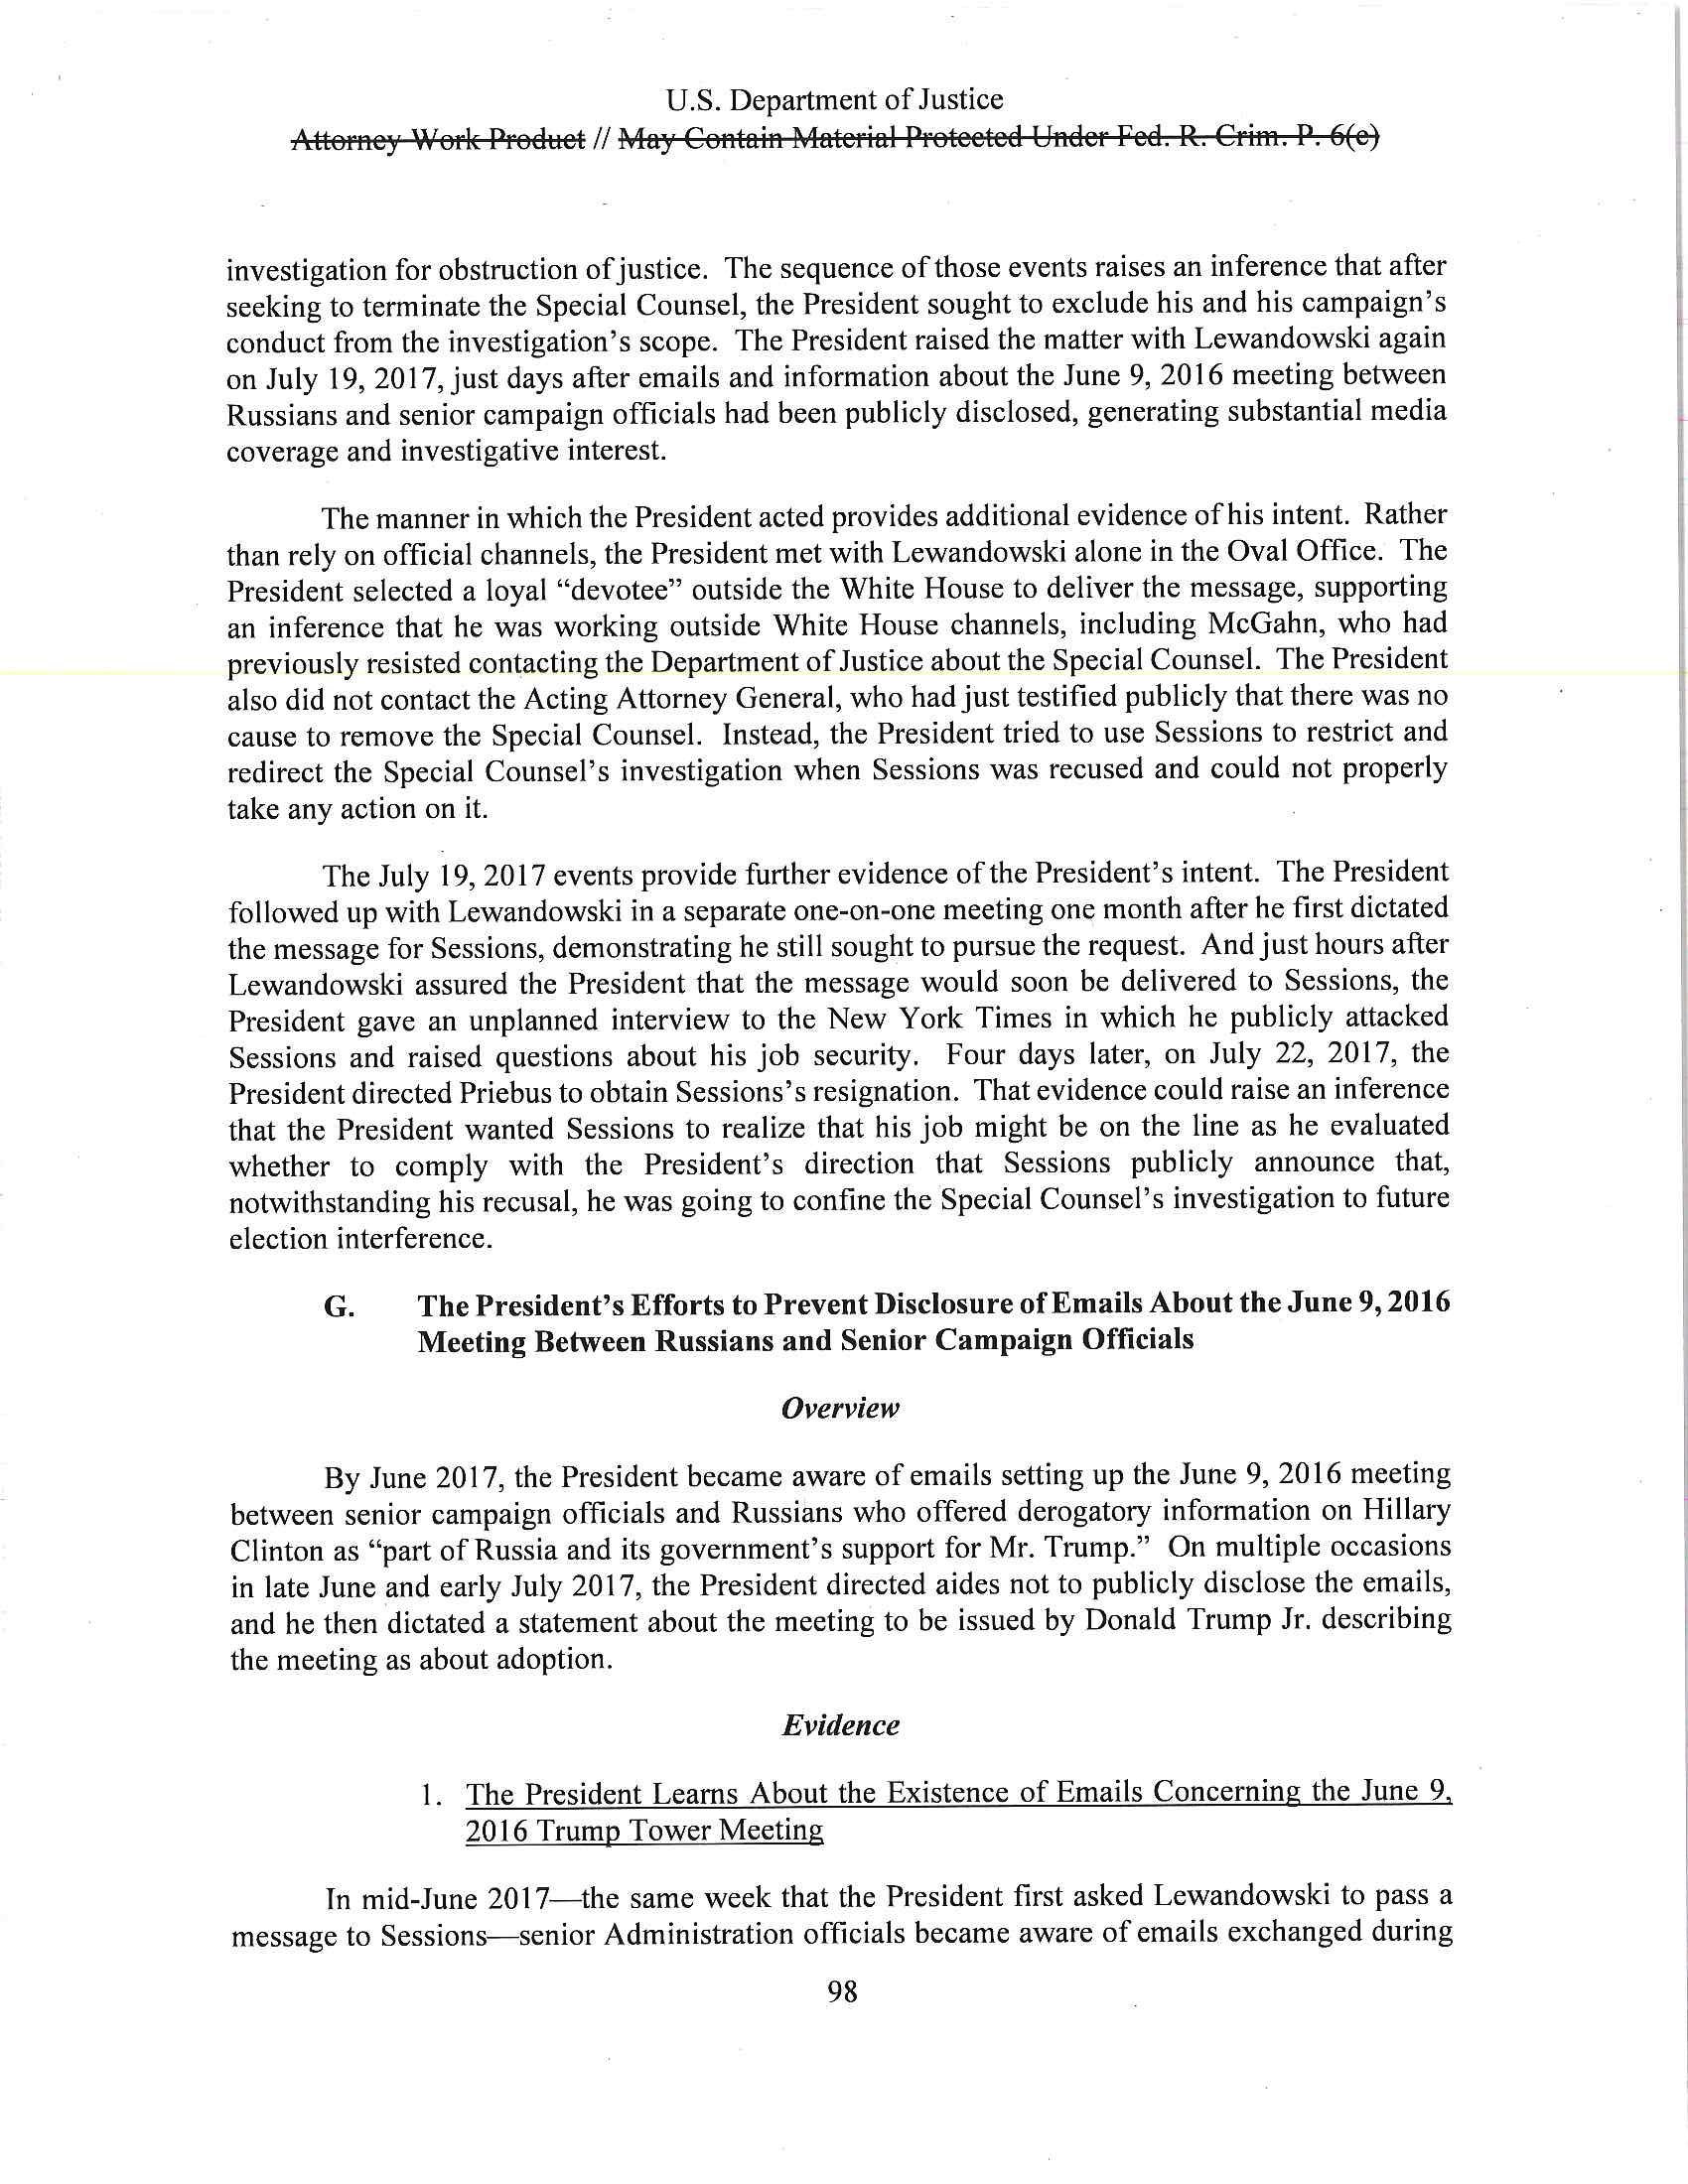 U.S. Department of Justice
Attorney Work Product // May Contain Material Protected Under Fed. R. Crim. P. 6(e)
investigation for obstruction of justice. The sequence of those events raises an inference that after
seeking to terminate the Special Counsel, the President sought to exclude his and his campaign's
conduct from the investigation's scope. The President raised the matter with Lewandowski again
on July 19, 2017, just days after emails and information about the June 9, 2016 meeting between
Russians and senior campaign officials had been publicly disclosed, generating substantial media
coverage and investigative interest.
The manner in which the President acted provides additional evidence of his intent. Rather
than rely on official channels, the President met with Lewandowski alone in the Oval Office. The
President selected a loyal “devotee” outside the White House to deliver the message, supporting
an inference that he was working outside White House channels, including McGahn, who had
previously resisted contacting the Department of Justice about the Special Counsel. The President
also did not contact the Acting Attorney General, who had just testified publicly that there was no
cause to remove the Special Counsel. Instead, the President tried to use Sessions to restrict and
redirect the Special Counsel's investigation when Sessions was recused and could not properly
take any action on it.
The July 19, 2017 events provide further evidence of the President's intent. The President
followed up with Lewandowski in a separate one-on-one meeting one month after he first dictated
the message for Sessions, demonstrating he still sought to pursue the request. And just hours after
Lewandowski assured the President that the message would soon be delivered to Sessions, the
President gave an unplanned interview to the New York Times in which he publicly attacked
Sessions and raised questions about his job security. Four days later, on July 22, 2017, the
President directed Priebus to obtain Sessions's resignation. That evidence could raise an inference
that the President wanted Sessions to realize that his job might be on the line as he evaluated
whether to comply with the President's direction that Sessions publicly announce that,
notwithstanding his recusal, he was going to confine the Special Counsel's investigation to future
election interference.
G. The President's Efforts to Prevent Disclosure of Emails About the June 9, 2016
Meeting Between Russians and Senior Campaign Officials
Overview
By June 2017, the President became aware of emails setting up the June 9, 2016 meeting
between senior campaign officials and Russians who offered derogatory information on Hillary
Clinton as “part of Russia and its government's support for Mr. Trump.” On multiple occasions
in late June and early July 2017, the President directed aides not to publicly disclose the emails,
and he then dictated a statement about the meeting to be issued by Donald Trump Jr. describing
the meeting as about adoption.
Evidence
1. The President Learns About the Existence of Emails Concerning the June 9,
2016 Trump Tower Meeting
In mid-June 2017—the same week that the President first asked Lewandowski to pass a
message to Sessions—senior Administration officials became aware of emails exchanged during
98